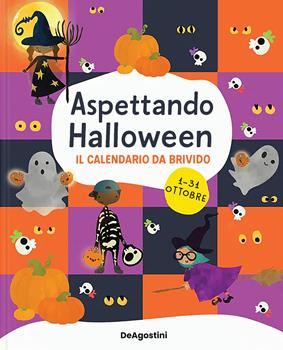 Aspettando
Halloween
IL CALENDARIO DA BRIVIDO
1-31
OTTOBRE
DeAgostini